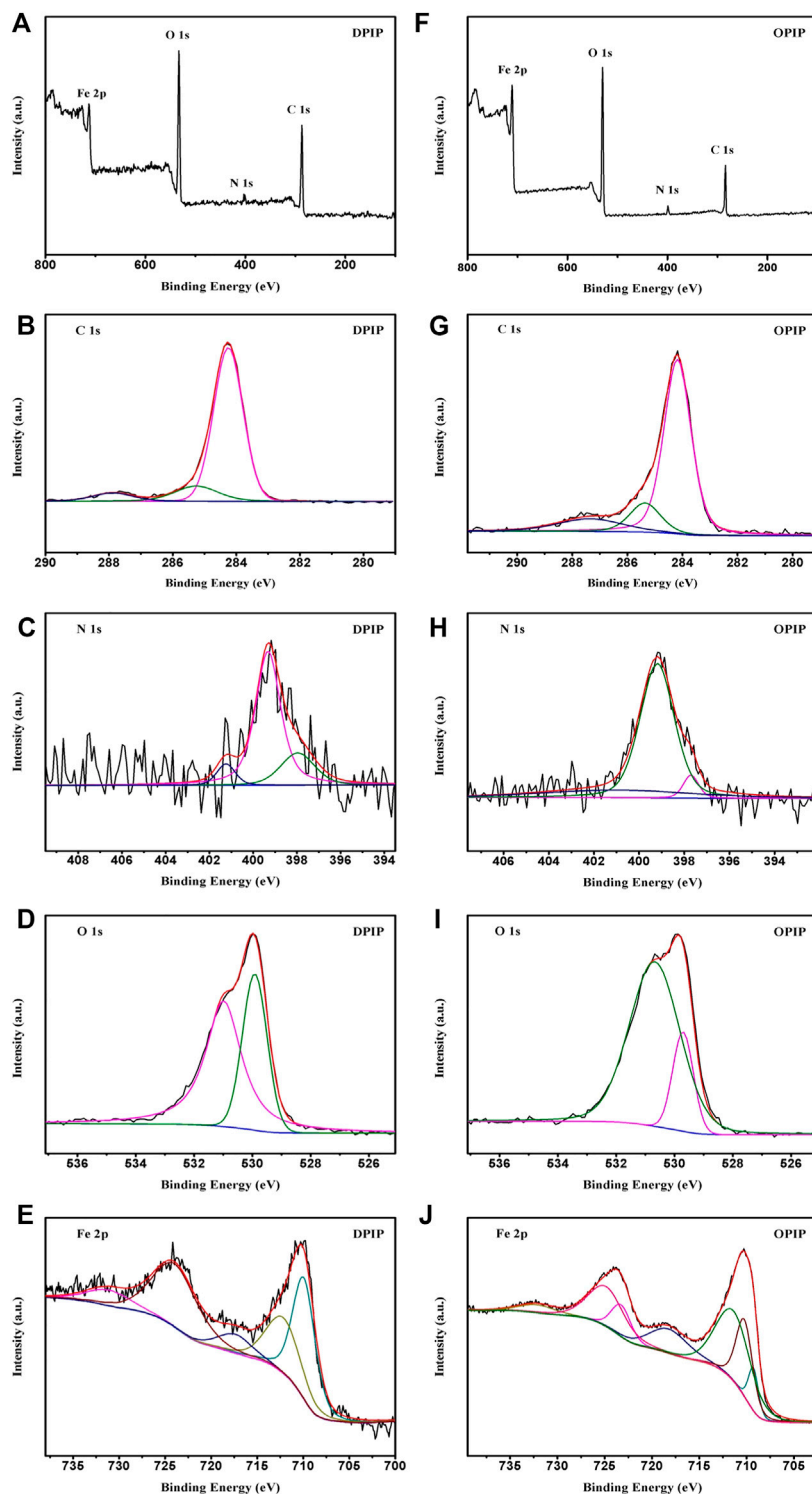 A
DPIP
O 1s
Fe 2p
C 1s
N 1s
Intensity (a.u.)
800 600 400 200
Binding Energy (eV)
F
OPIP
O 1s
Fe 2p
C 1s
N 1s
Intensity (a.u.)
800 600 400 200
Binding Energy (eV)
B
C 1s
DPIP
Intensity (a.u.)
290 288 286 284 282 280
Binding Energy (eV)
G
C 1s
OPIP
Intensity (a.u.)
290 288 286 284 282 280
Binding Energy (eV)
C
N 1s
DPIP
Intensity (a.u.)
408 406 404 402 400 398 396 394
Binding Energy (eV)
H
N 1s
OPIP
Intensity (a.u.)
406 404 402 400 398 396 394
Binding Energy (eV)
D
O 1s
DPIP
Intensity (a.u.)
536 534 532 530 528 526
Binding Energy (eV)
I
O 1s
OPIP
Intensity (a.u.)
536 534 532 530 528 526
Binding Energy (eV)
E
Fe 2p
DPIP
Intensity (a.u.)
735 730 725 720 715 710 705 700
Binding Energy (eV)
J
Fe 2p
OPIP
Intensity (a.u.)
735 730 725 720 715 710 705
Binding Energy (eV)